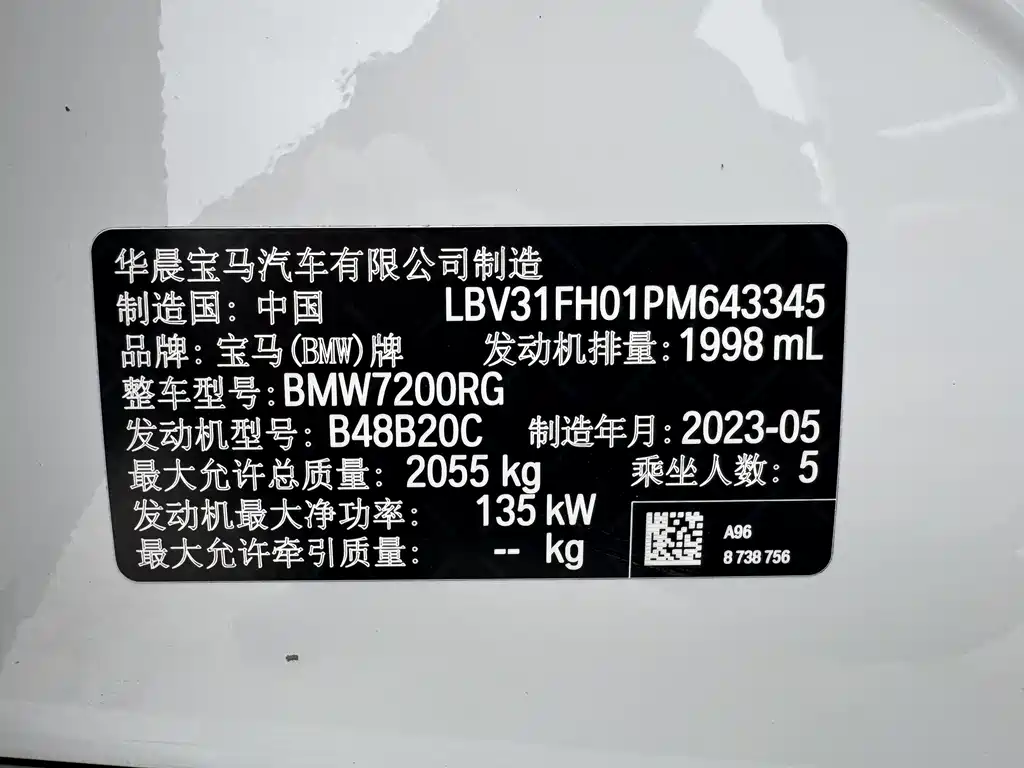 华晨宝马汽车有限公司制造
制造国：中国 LBV31FH01PM643345
品牌：宝马(BMW)牌 发动机排量：1998 mL
整车型号：BMW7200RG
发动机型号：B48B20C 制造年月：2023-05
最大允许总质量：2055 kg 乘坐人数：5
发动机最大净功率：135 kW
最大允许牵引质量：-- kg
A96
8 738 756